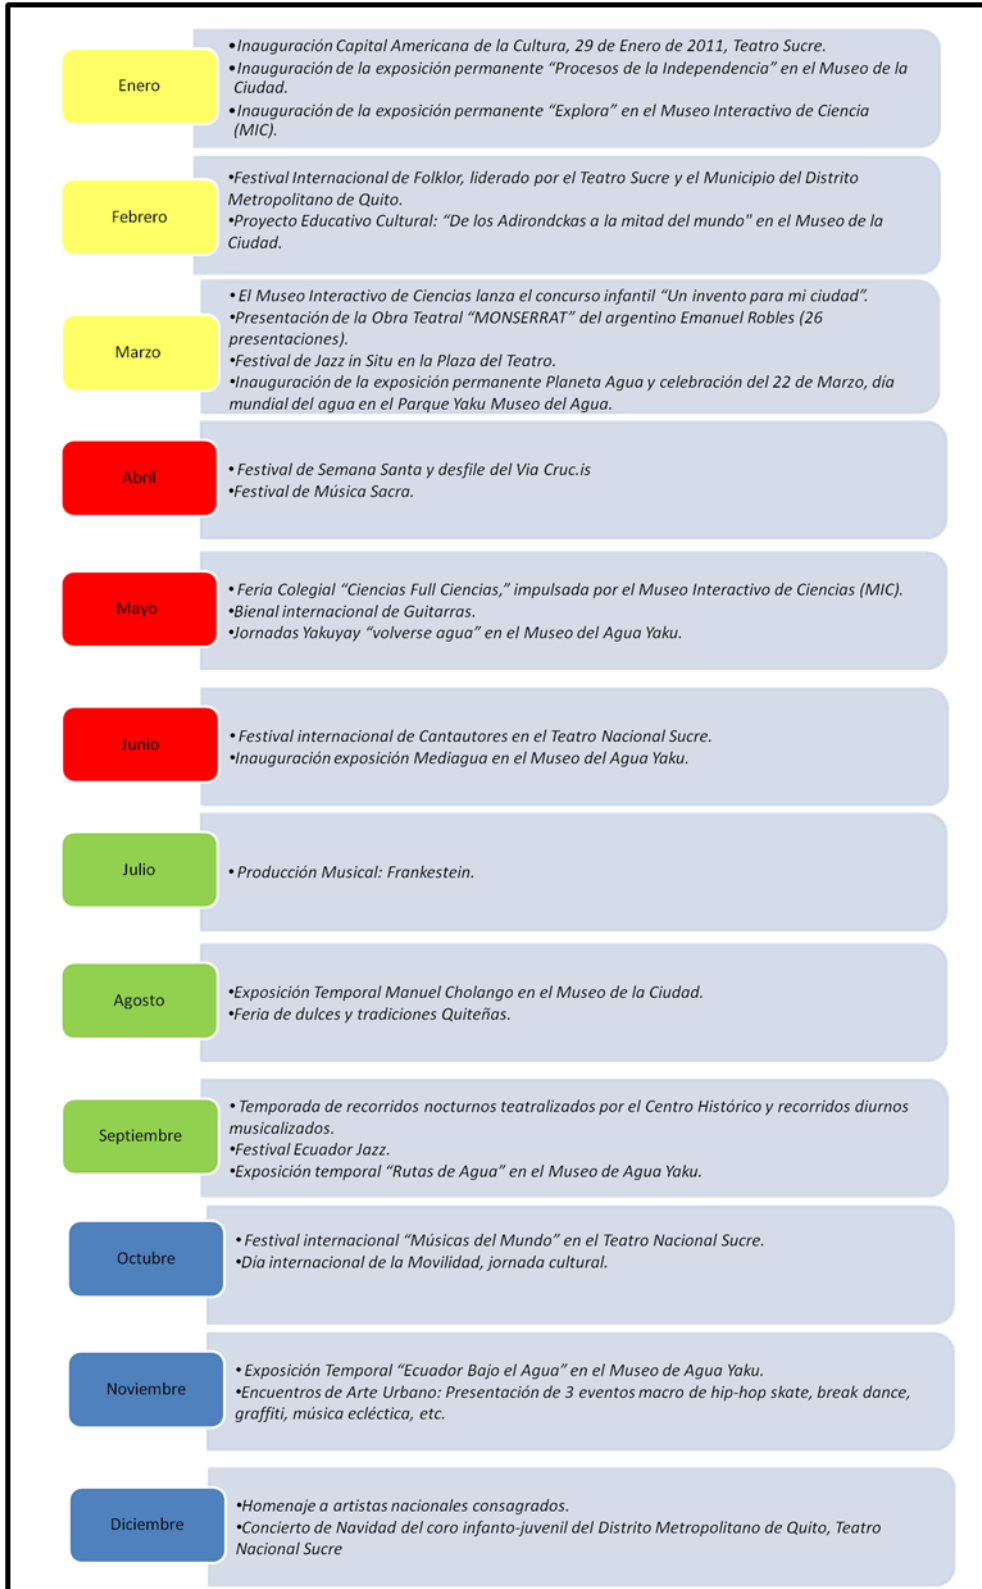 Enero
•Inauguración Capital Americana de la Cultura, 29 de Enero de 2011, Teatro Sucre.
•Inauguración de la exposición permanente “Procesos de la Independencia” en el Museo de la
Ciudad.
•Inauguración de la exposición permanente “Explora” en el Museo Interactivo de Ciencia
(MIC).
Febrero
•Festival Internacional de Folklor, liderado por el Teatro Sucre y el Municipio del Distrito
Metropolitano de Quito.
•Proyecto Educativo Cultural: “De los Adirondckas a la mitad del mundo" en el Museo de la
Ciudad.
Marzo
• El Museo Interactivo de Ciencias lanza el concurso infantil “Un invento para mi ciudad”.
•Presentación de la Obra Teatral “MONSERRAT” del argentino Emanuel Robles (26
presentaciones).
•Festival de Jazz in Situ en la Plaza del Teatro.
•Inauguración de la exposición permanente Planeta Agua y celebración del 22 de Marzo, día
mundial del agua en el Parque Yaku Museo del Agua.
Abril
• Festival de Semana Santa y desfile del Via Cruc.is
•Festival de Música Sacra.
Mayo
• Feria Colegial “Ciencias Full Ciencias,” impulsada por el Museo Interactivo de Ciencias (MIC).
•Bienal internacional de Guitarras.
•Jornadas Yakuyay “volverse agua” en el Museo del Agua Yaku.
Junio
• Festival internacional de Cantautores en el Teatro Nacional Sucre.
•Inauguración exposición Mediagua en el Museo del Agua Yaku.
Julio
• Producción Musical: Frankestein.
Agosto
•Exposición Temporal Manuel Cholango en el Museo de la Ciudad.
•Feria de dulces y tradiciones Quiteñas.
Septiembre
• Temporada de recorridos nocturnos teatralizados por el Centro Histórico y recorridos diurnos
musicalizados.
•Festival Ecuador Jazz.
•Exposición temporal “Rutas de Agua” en el Museo de Agua Yaku.
Octubre
• Festival internacional “Músicas del Mundo” en el Teatro Nacional Sucre.
•Día internacional de la Movilidad, jornada cultural.
Noviembre
• Exposición Temporal “Ecuador Bajo el Agua” en el Museo de Agua Yaku.
•Encuentros de Arte Urbano: Presentación de 3 eventos macro de hip-hop skate, break dance,
graffiti, música ecléctica, etc.
Diciembre
•Homenaje a artistas nacionales consagrados.
•Concierto de Navidad del coro infanto-juvenil del Distrito Metropolitano de Quito, Teatro
Nacional Sucre